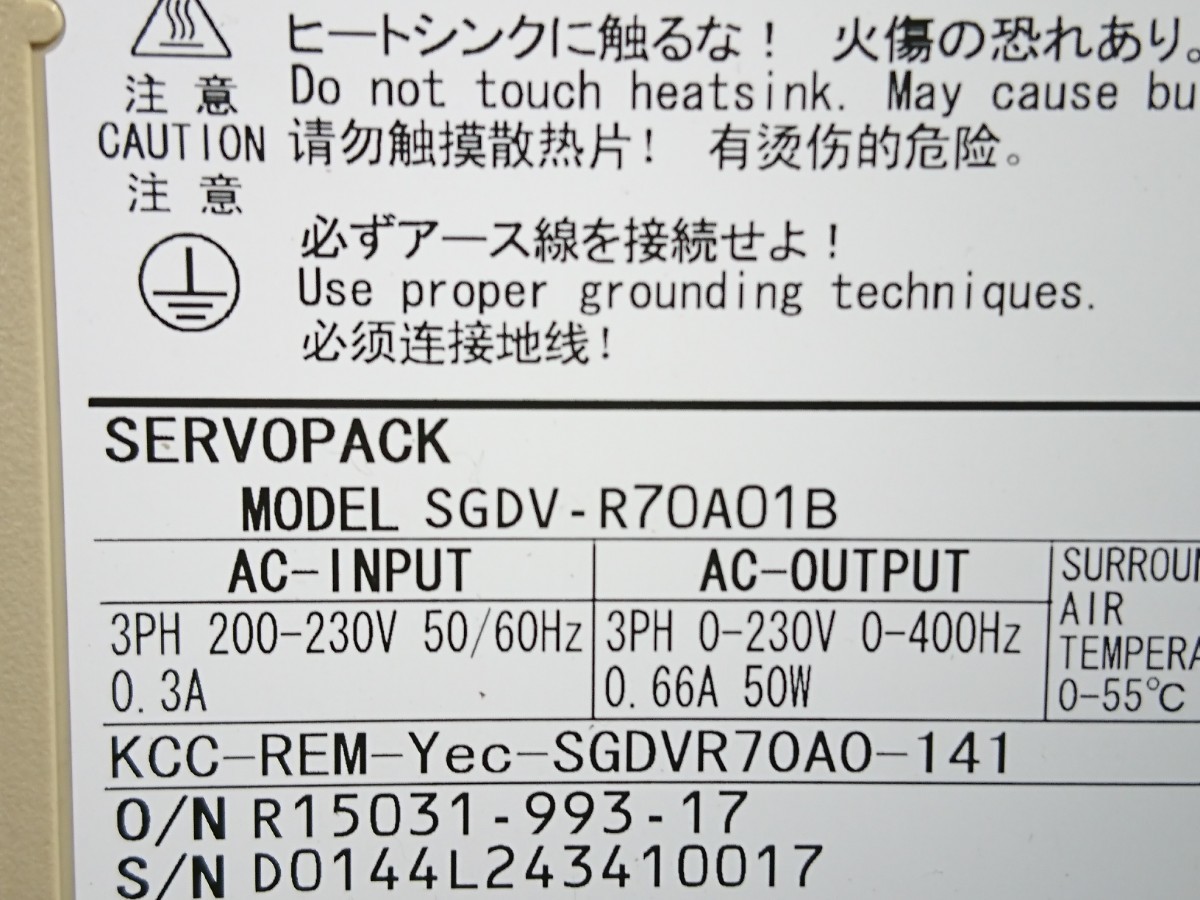 ヒートシンクに触るな！ 火傷の恐れあり。
注 意 Do not touch heatsink. May cause
CAUTION 请勿触摸散热片！ 有烫伤的危险。
注 意
必ずアース線を接続せよ！
Use proper grounding techniques.
必须连接地线！
SERVOPACK
MODEL SGDV-R70A01B
AC-INPUT AC-OUTPUT
3PH 200-230V 50/60Hz 3PH 0-230V 0-400Hz
0.3A 0.66A 50W
AIR
0-55℃
KCC-REM-Yec-SGDVR70A0-141
O/N R15031-993-17
S/N D0144L243410017